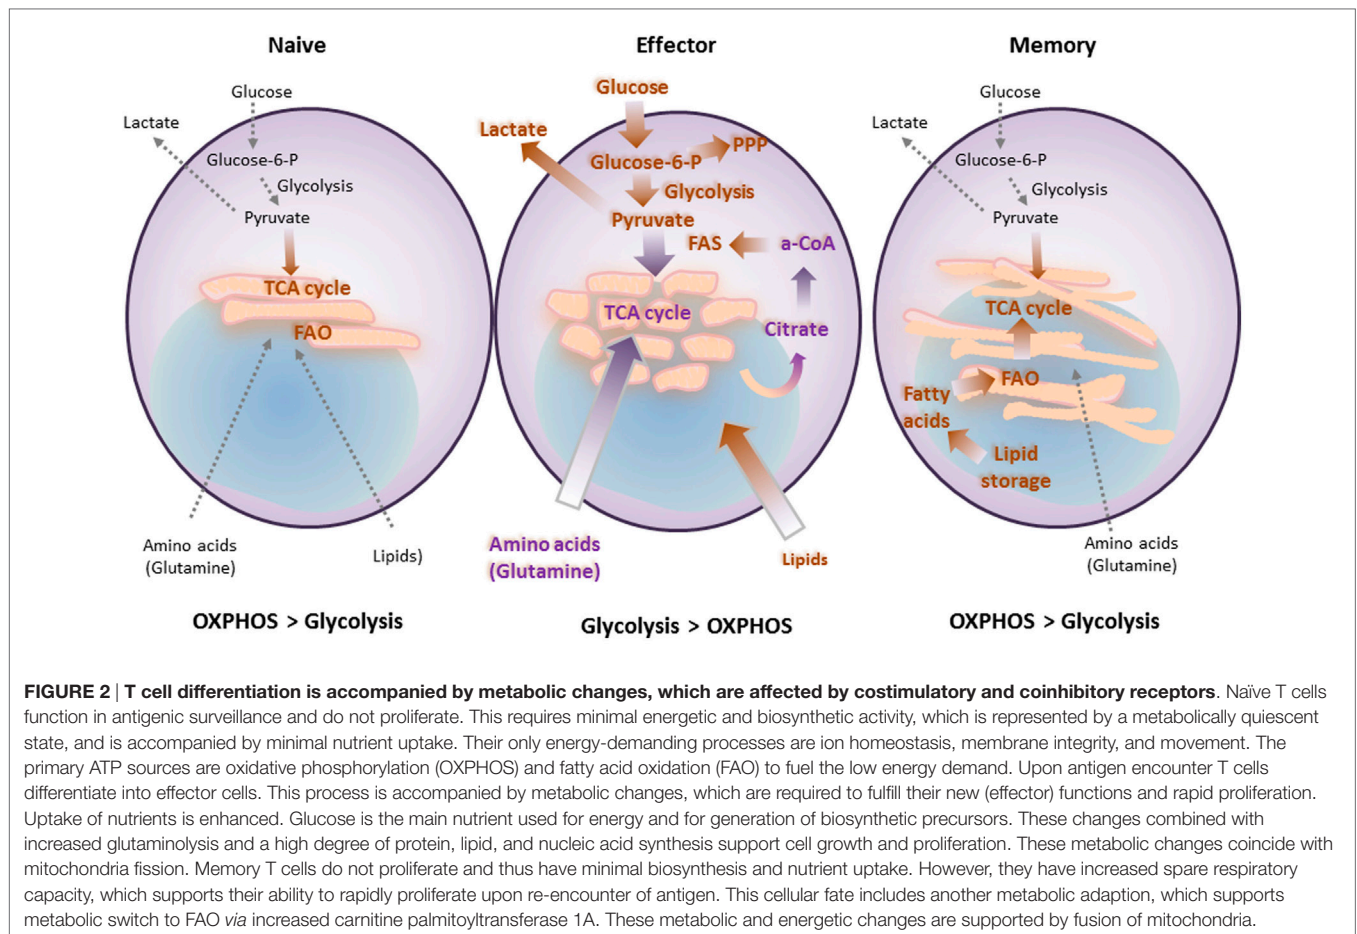 Naive
Glucose
Lactate
Glucose-6-P
Glycolysis
Pyruvate
TCA cycle
FAO
Amino acids
(Glutamine)
Lipids)
OXPHOS > Glycolysis
Effector
Glucose
Lactate
PPP
Glucose-6-P
Glycolysis
Pyruvate
FAS
a-CoA
TCA cycle
Citrate
Amino acids
(Glutamine)
Lipids
Glycolysis > OXPHOS
Memory
Glucose
Lactate
Glucose-6-P
Glycolysis
Pyruvate
TCA cycle
FAO
Fatty
acids
Lipid
storage
Amino acids
(Glutamine)
OXPHOS > Glycolysis
FIGURE 2 | T cell differentiation is accompanied by metabolic changes, which are affected by costimulatory and coinhibitory receptors. Naïve T cells
function in antigenic surveillance and do not proliferate. This requires minimal energetic and biosynthetic activity, which is represented by a metabolically quiescent
state, and is accompanied by minimal nutrient uptake. Their only energy-demanding processes are ion homeostasis, membrane integrity, and movement. The
primary ATP sources are oxidative phosphorylation (OXPHOS) and fatty acid oxidation (FAO) to fuel the low energy demand. Upon antigen encounter T cells
differentiate into effector cells. This process is accompanied by metabolic changes, which are required to fulfill their new (effector) functions and rapid proliferation.
Uptake of nutrients is enhanced. Glucose is the main nutrient used for energy and for generation of biosynthetic precursors. These changes combined with
increased glutaminolysis and a high degree of protein, lipid, and nucleic acid synthesis support cell growth and proliferation. These metabolic changes coincide with
mitochondria fission. Memory T cells do not proliferate and thus have minimal biosynthesis and nutrient uptake. However, they have increased spare respiratory
capacity, which supports their ability to rapidly proliferate upon re-encounter of antigen. This cellular fate includes another metabolic adaption, which supports
metabolic switch to FAO via increased carnitine palmitoyltransferase 1A. These metabolic and energetic changes are supported by fusion of mitochondria.